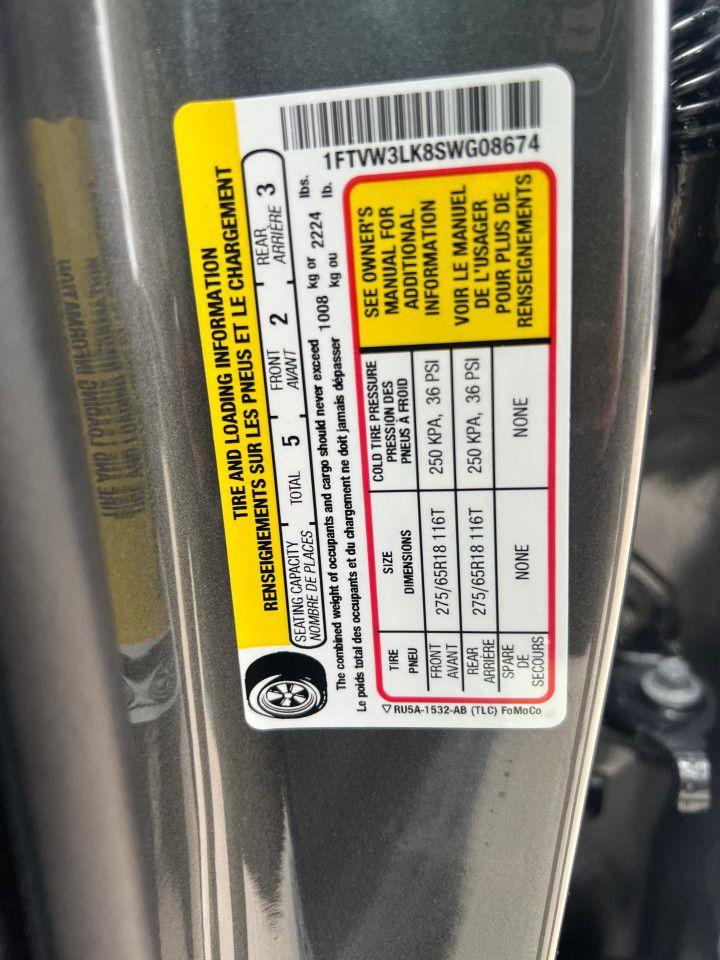 1FTVW3LK8SWG08674
TIRE AND LOADING INFORMATION
RENSEIGNEMENTS SUR LES PNEUS ET LE CHARGEMENT
SEATING CAPACITY TOTAL 5 FRONT 2 REAR 3
NOMBRE DE PLACES AVANT ARRIÈRE
The combined weight of occupants and cargo should never exceed 1008 kg or 2224 lbs.
Le poids total des occupants et du chargement ne doit jamais dépasser kg ou lb.
TIRE SIZE COLD TIRE PRESSURE
PNEU DIMENSIONS PRESSION DES
PNEUS À FROID
FRONT 275/65R18 116T 250 KPA, 36 PSI
AVANT
REAR 275/65R18 116T 250 KPA, 36 PSI
ARRIÈRE
SPARE NONE NONE
DE
SECOURS
SEE OWNER'S
MANUAL FOR
ADDITIONAL
INFORMATION
VOIR LE MANUEL
DE L'USAGER
POUR PLUS DE
RENSEIGNEMENTS
▽ RU5A-1532-AB (TLC) FoMoCo